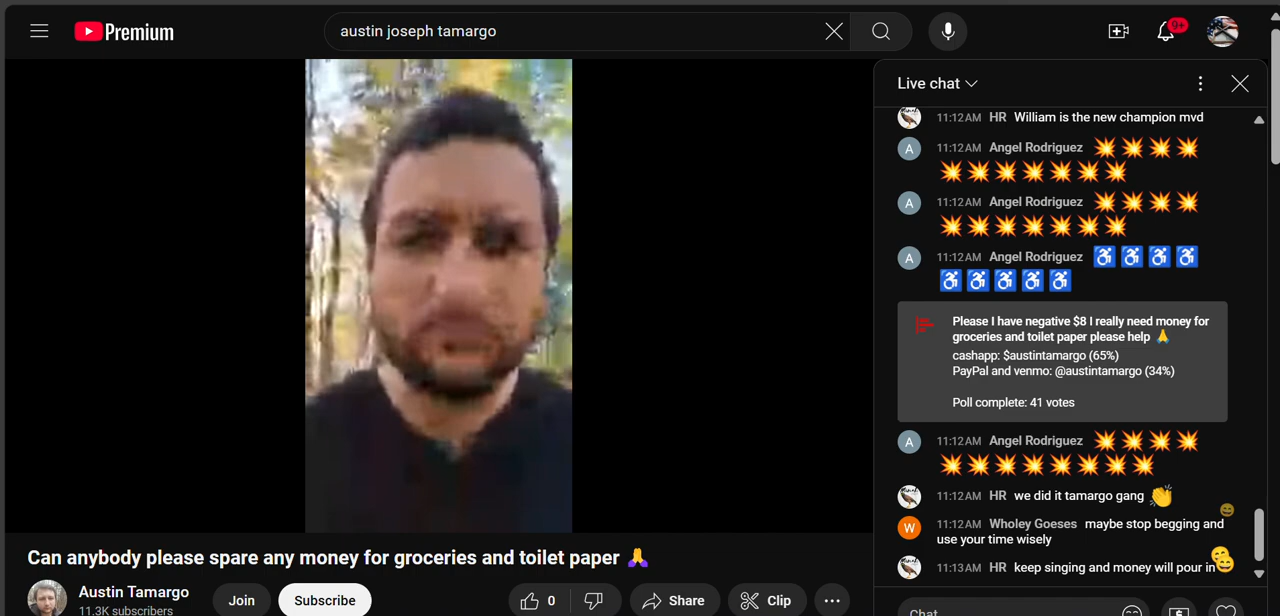 Premium
austin joseph tamargo
9+
Live chat
11:12 AM HR William is the new champion mvd
A 11:12 AM Angel Rodriguez 💥💥💥💥
💥💥💥💥💥💥💥
A 11:12 AM Angel Rodriguez 💥💥💥💥
💥💥💥💥💥💥💥
A 11:12 AM Angel Rodriguez ♿♿♿♿
♿♿♿♿♿
Please I have negative $8 I really need money for
groceries and toilet paper please help 🙏
cashapp: $austintamargo (65%)
PayPal and venmo: @austintamargo (34%)
Poll complete: 41 votes
A 11:12 AM Angel Rodriguez 💥💥💥💥
💥💥💥💥💥💥💥💥
11:12 AM HR we did it tamargo gang 👏
W 11:12 AM Wholey Goeses maybe stop begging and
use your time wisely
11:13 AM HR keep singing and money will pour in
Chat
Can anybody please spare any money for groceries and toilet paper 🙏
Austin Tamargo
11.3K subscribers
Join
Subscribe
0
Share
Clip